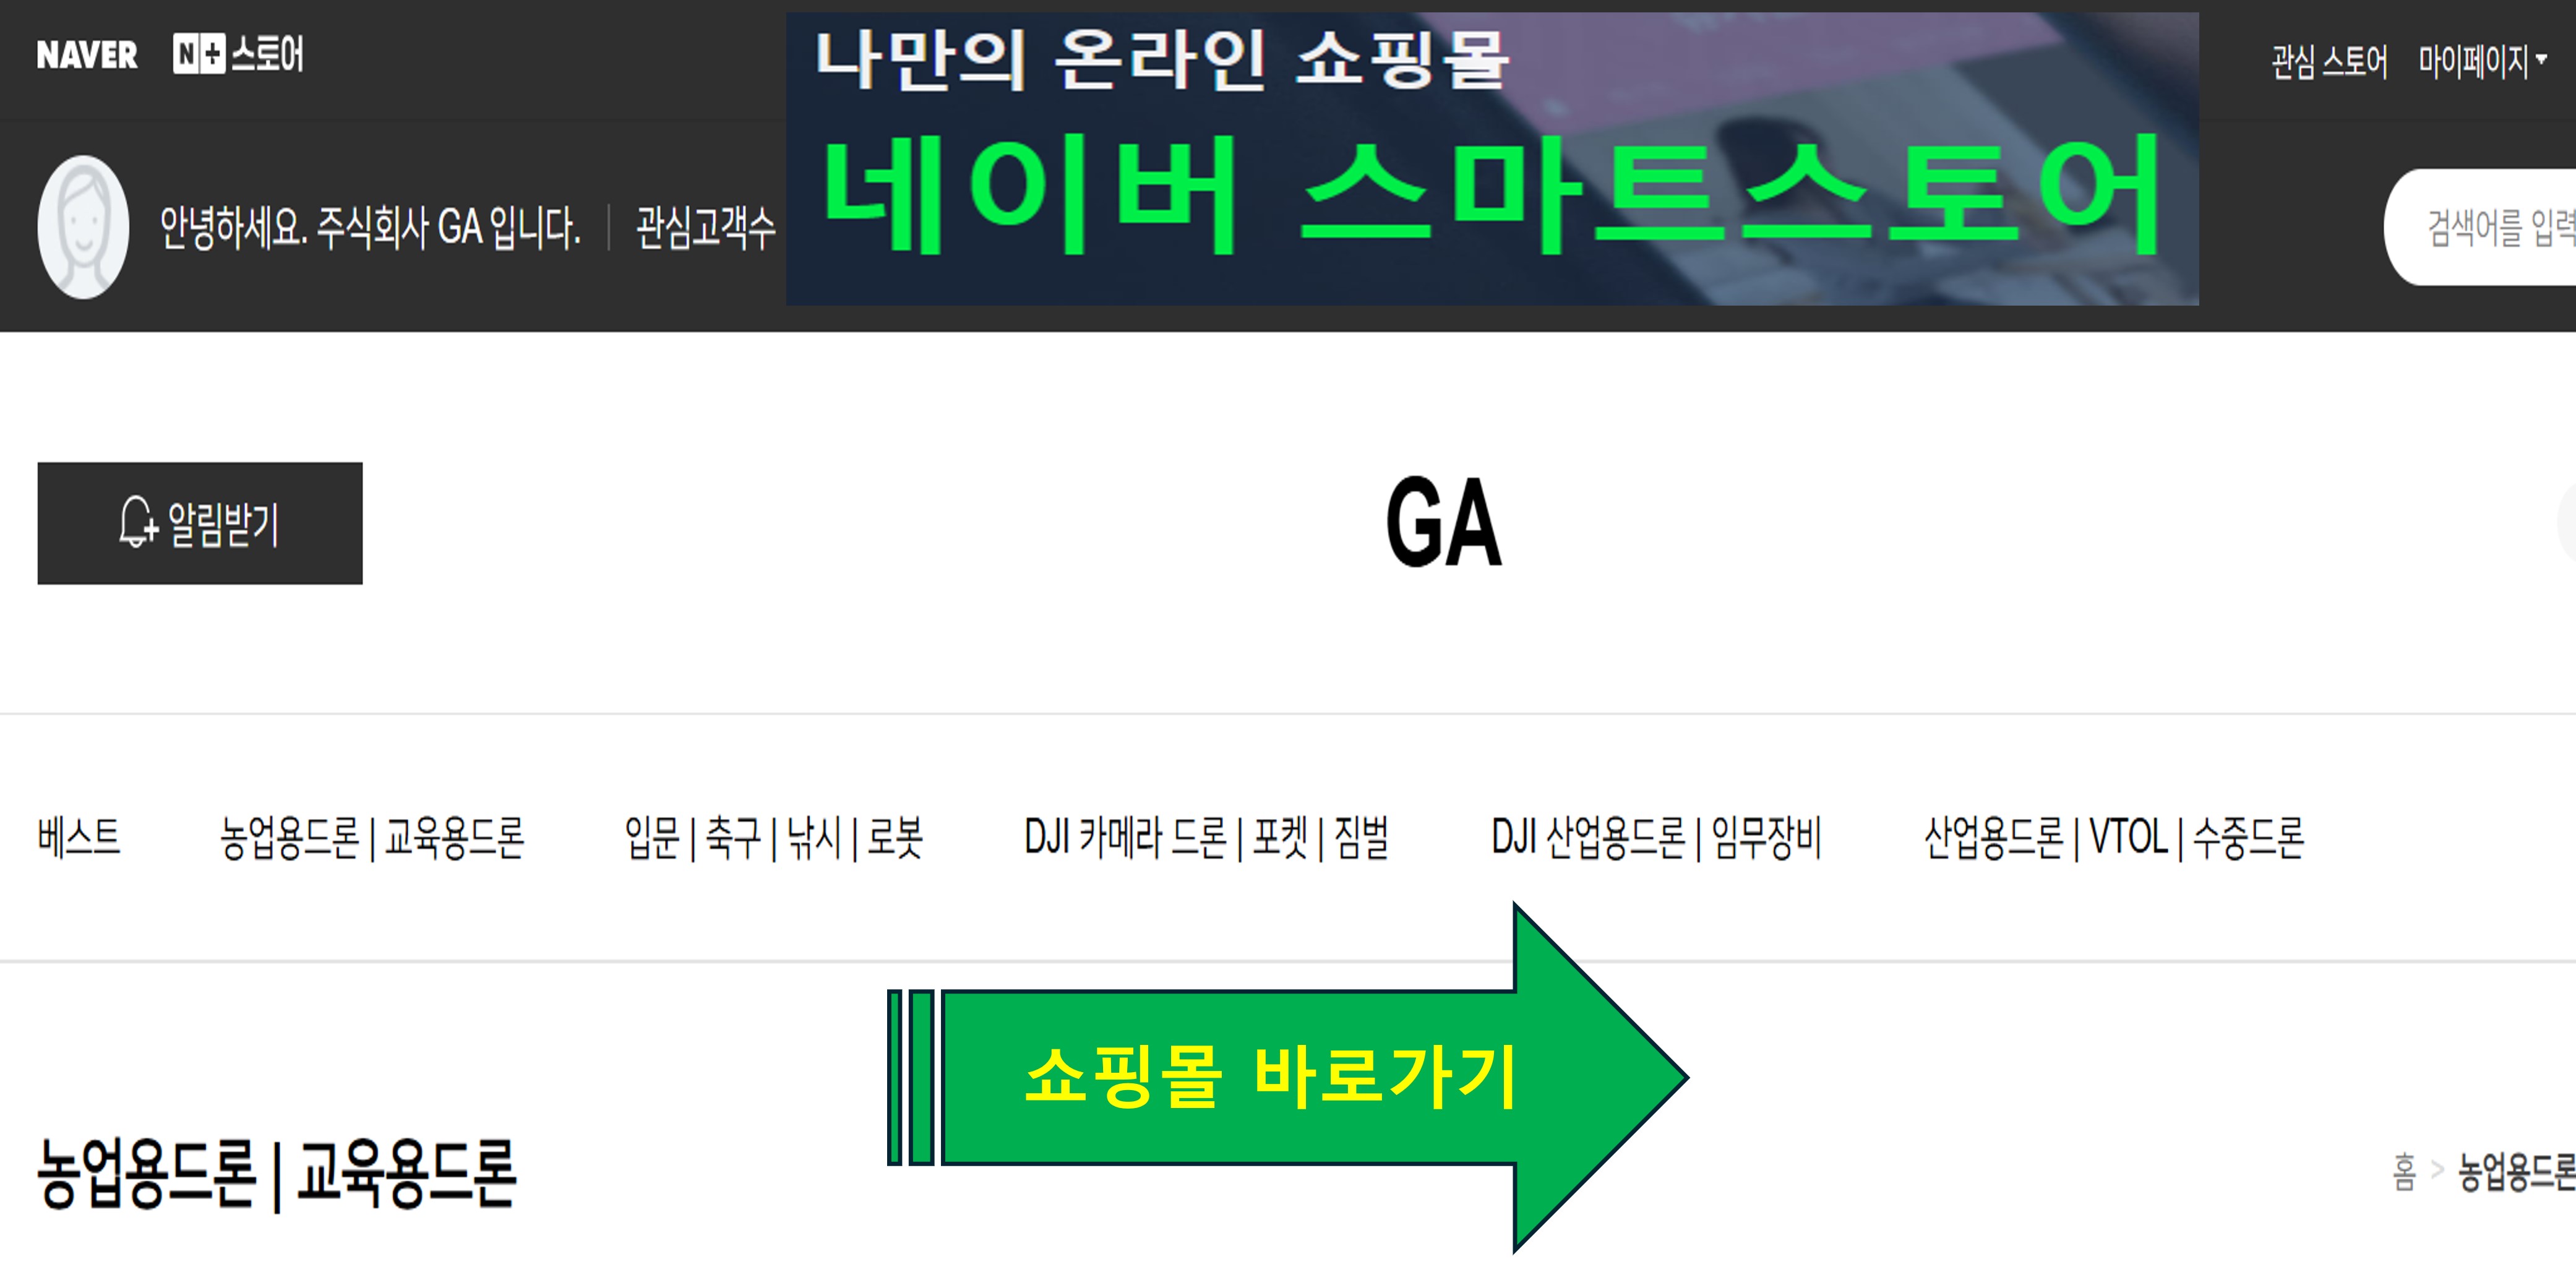 NAVER N+ 스토어
나만의 온라인 쇼핑몰
관심 스토어 마이페이지
안녕하세요. 주식회사 GA 입니다. | 관심고객수
네이버 스마트스토어
검색어를 입력
알림받기
GA
베스트 농업용드론 | 교육용드론 입문 | 축구 | 낚시 | 로봇 DJI 카메라 드론 | 포켓 | 짐벌 DJI 산업용드론 | 임무장비 산업용드론 | VTOL | 수중드론
쇼핑몰 바로가기
농업용드론 | 교육용드론
홈 > 농업용드론